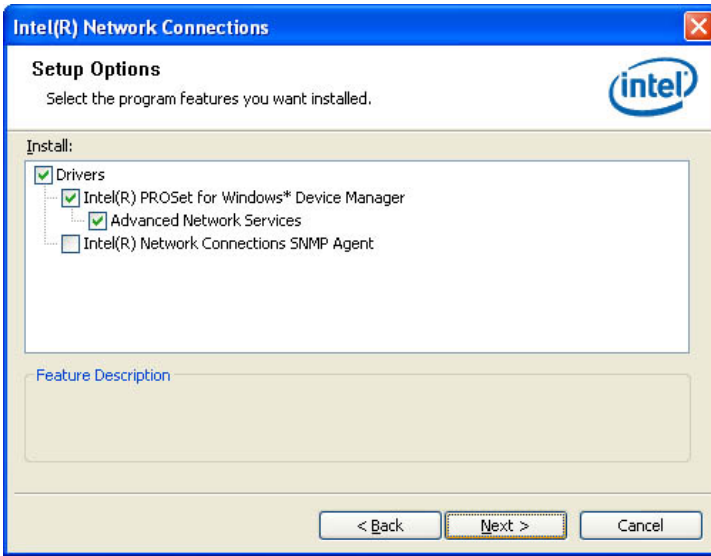 Intel(R) Network Connections
Setup Options
Select the program features you want installed.
intel
Install:
Drivers
Intel(R) PROSet for Windows* Device Manager
Advanced Network Services
Intel(R) Network Connections SNMP Agent
Feature Description
< Back
Next >
Cancel